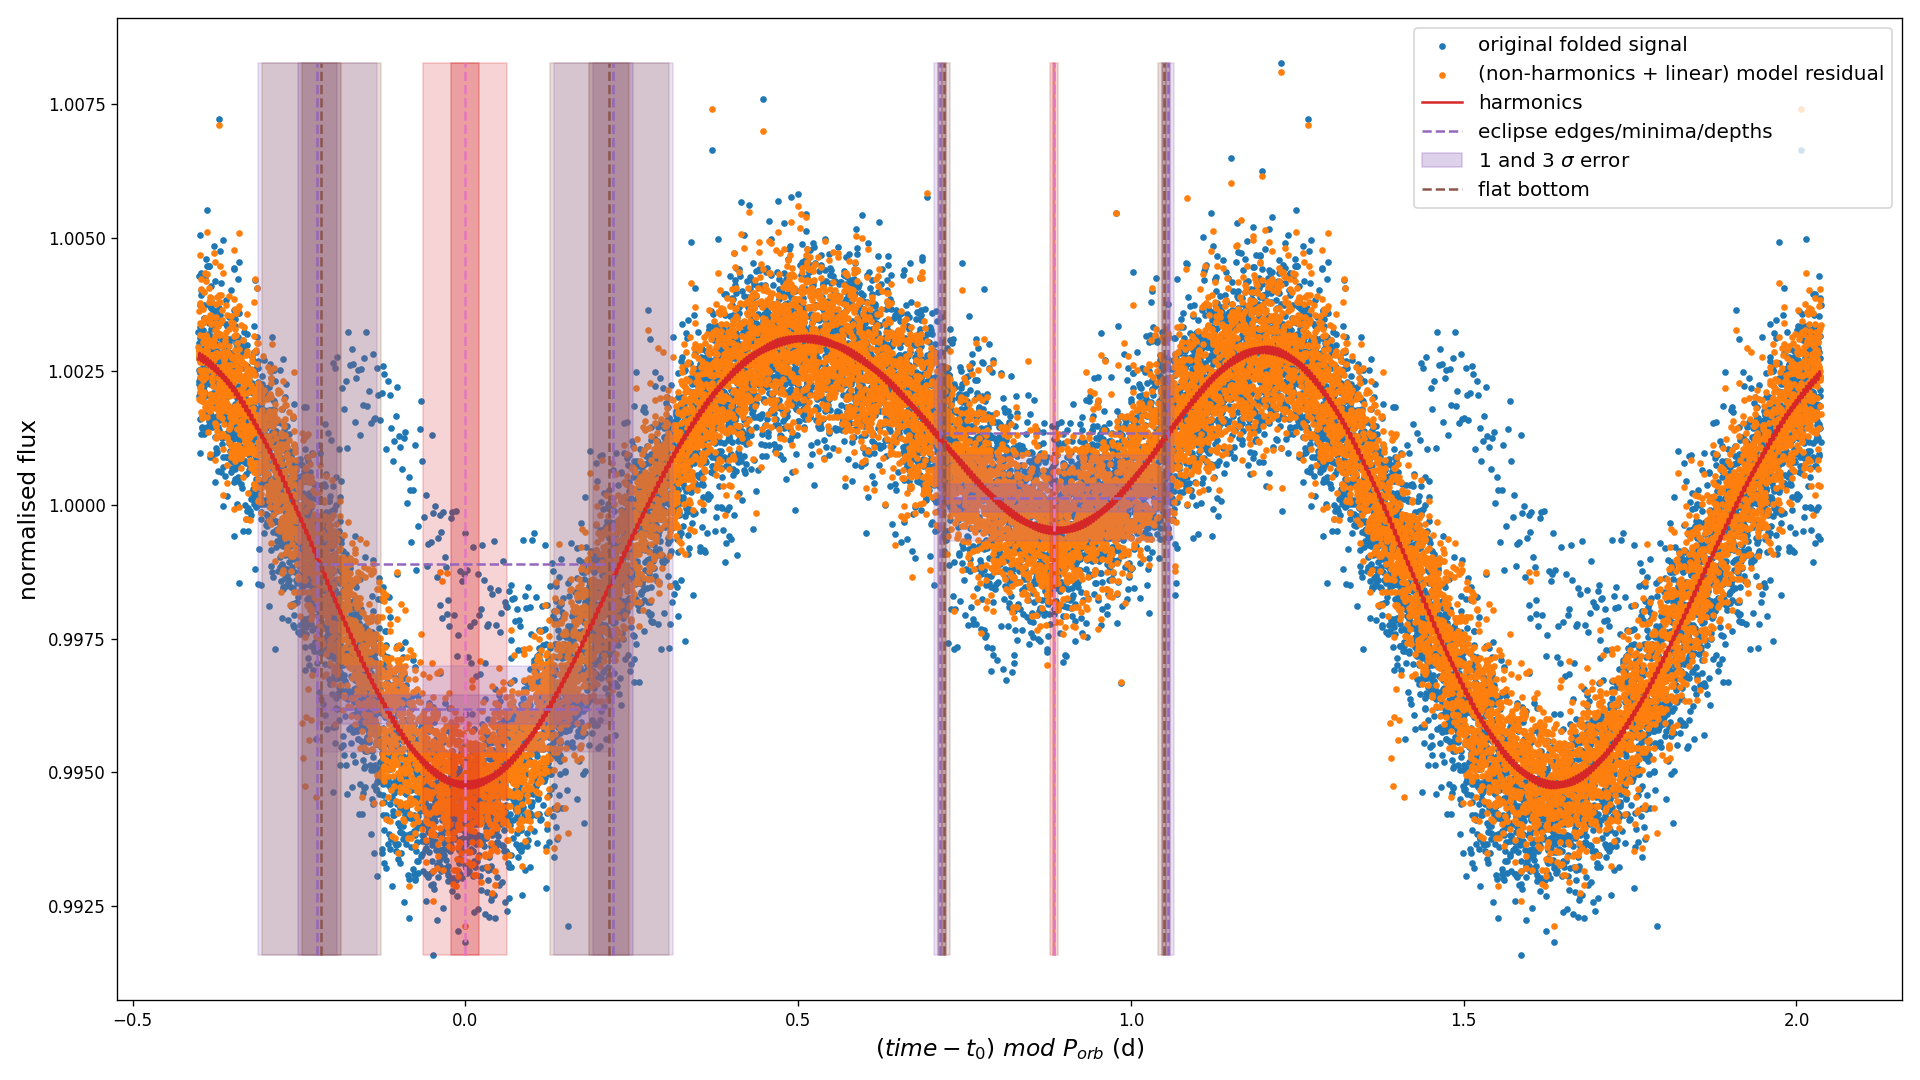 original folded signal
(non-harmonics + linear) model residual
harmonics
eclipse edges/minima/depths
1 and 3 σ error
flat bottom
normalised flux
1.0075
1.0050
1.0025
1.0000
0.9975
0.9950
0.9925
−0.5 0.0 0.5 1.0 1.5 2.0
(time − t₀) mod P_orb (d)